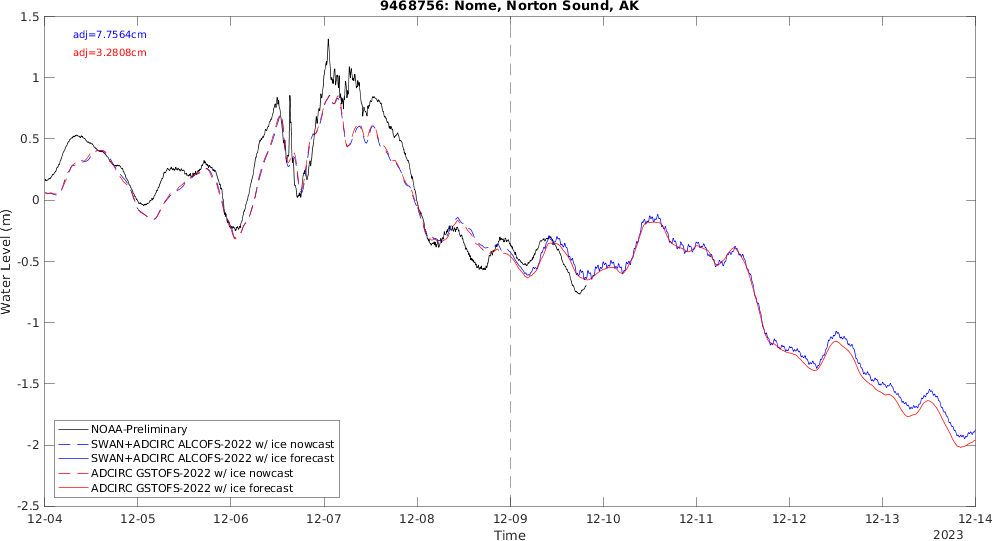 9468756: Nome, Norton Sound, AK
adj=7.7564cm
adj=3.2808cm
1.5
1
0.5
0
-0.5
-1
-1.5
-2
-2.5
Water Level (m)
NOAA-Preliminary
SWAN+ADCIRC ALCOFS-2022 w/ ice nowcast
SWAN+ADCIRC ALCOFS-2022 w/ ice forecast
ADCIRC GSTOFS-2022 w/ ice nowcast
ADCIRC GSTOFS-2022 w/ ice forecast
12-04 12-05 12-06 12-07 12-08 12-09 12-10 12-11 12-12 12-13 12-14
Time
2023